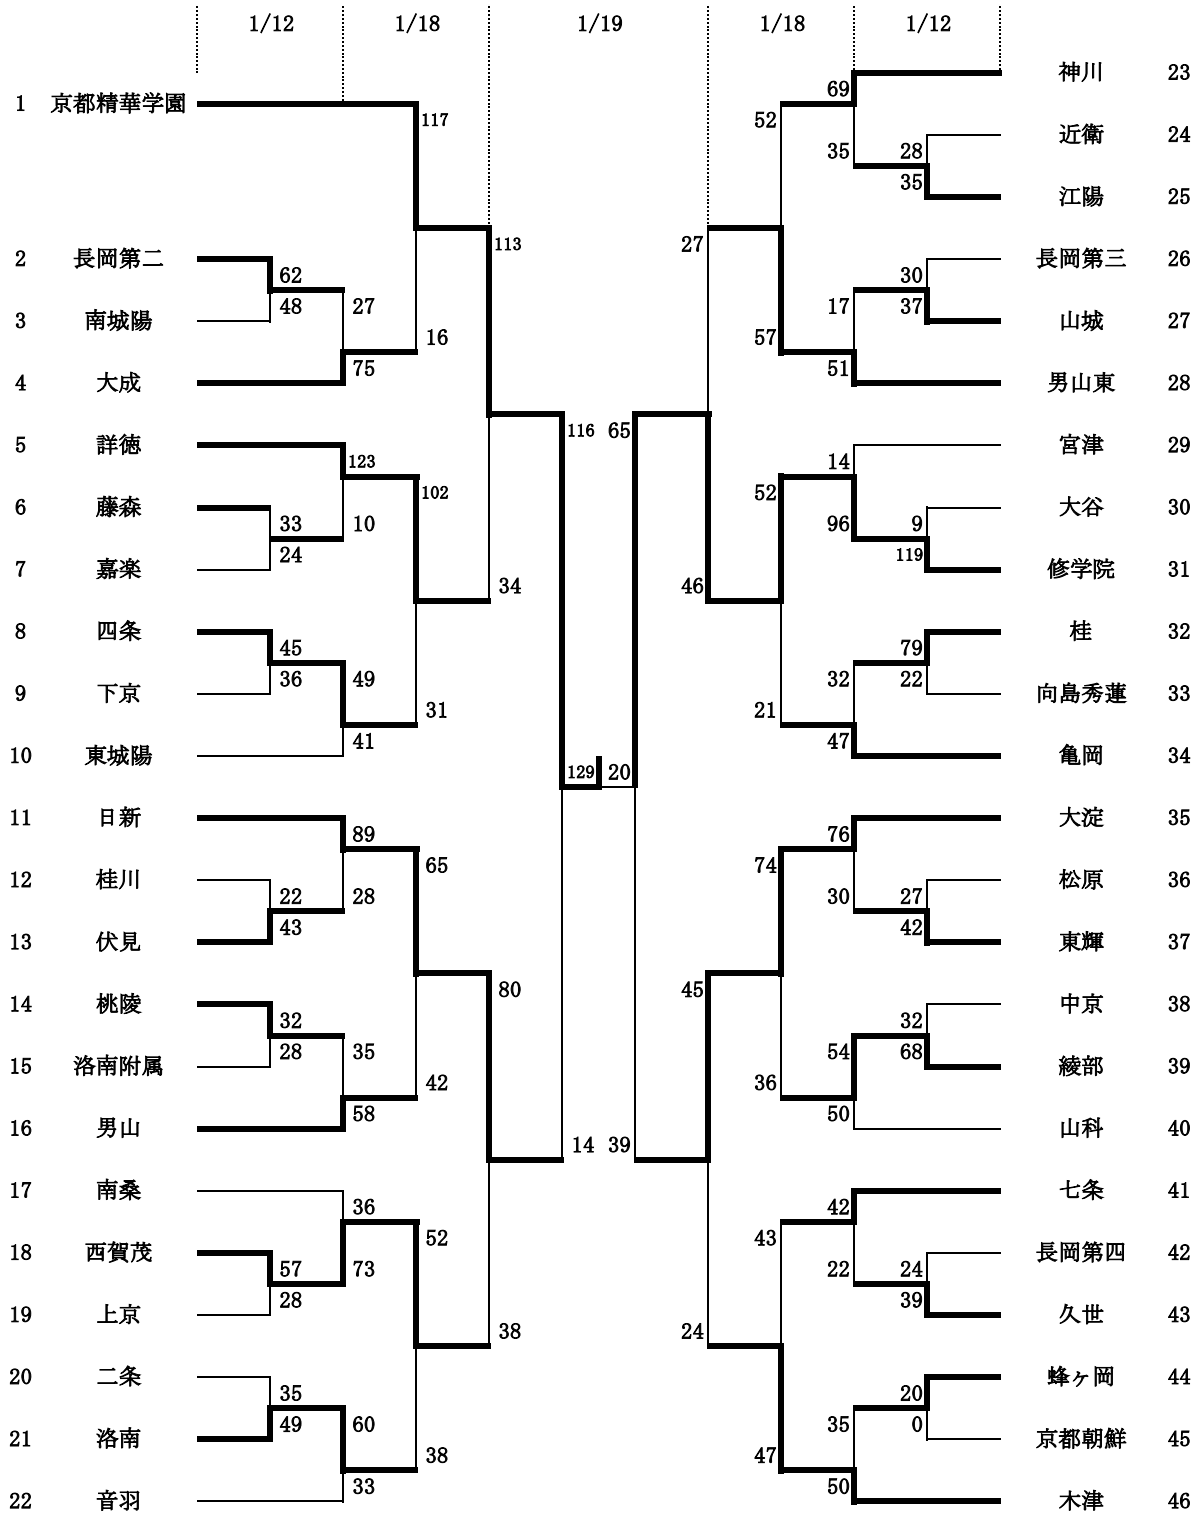 1/12 1/18 1/19 1/18 1/12
神川 23
69
1 京都精華学園
117 52
近衛 24
35 28
35
江陽 25
113 27
2 長岡第二 長岡第三 26
62 30
48 27 17 37
3 南城陽 山城 27
16 57
75 51
4 大成 男山東 28
116 65
5 詳徳 宮津 29
123 14
102 52
6 藤森 大谷 30
33 10 96 9
24 119
7 嘉楽 修学院 31
34 46
8 四条 桂 32
45 79
36 49 32 22
9 下京 向島秀蓮 33
31 21
41 47
10 東城陽 亀岡 34
129 20
11 日新 大淀 35
89 76
65 74
12 桂川 松原 36
22 28 30 27
43 42
13 伏見 東輝 37
80 45
14 桃陵 中京 38
32 32
28 35 54 68
15 洛南附属 綾部 39
42 36
58 50
16 男山 山科 40
14 39
17 南桑 七条 41
36 42
52 43
18 西賀茂 長岡第四 42
57 73 22 24
28 39
19 上京 久世 43
38 24
20 二条 蜂ヶ岡 44
35 20
49 60 35 0
21 洛南 京都朝鮮 45
38 47
33 50
22 音羽 木津 46